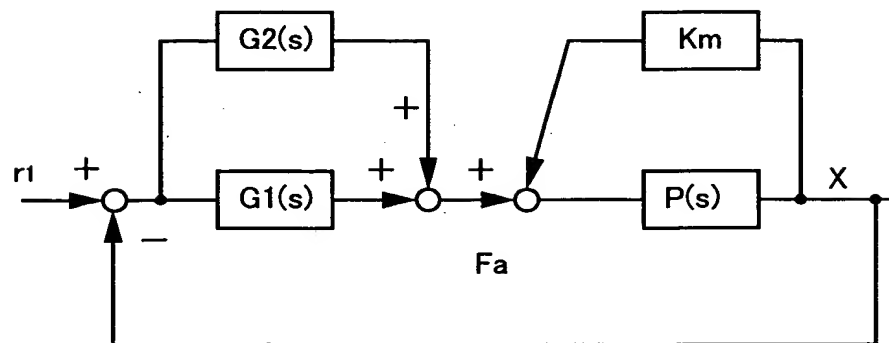 G2(s)
Km
+
r1
+
G1(s)
+
+
P(s)
X
−
Fa